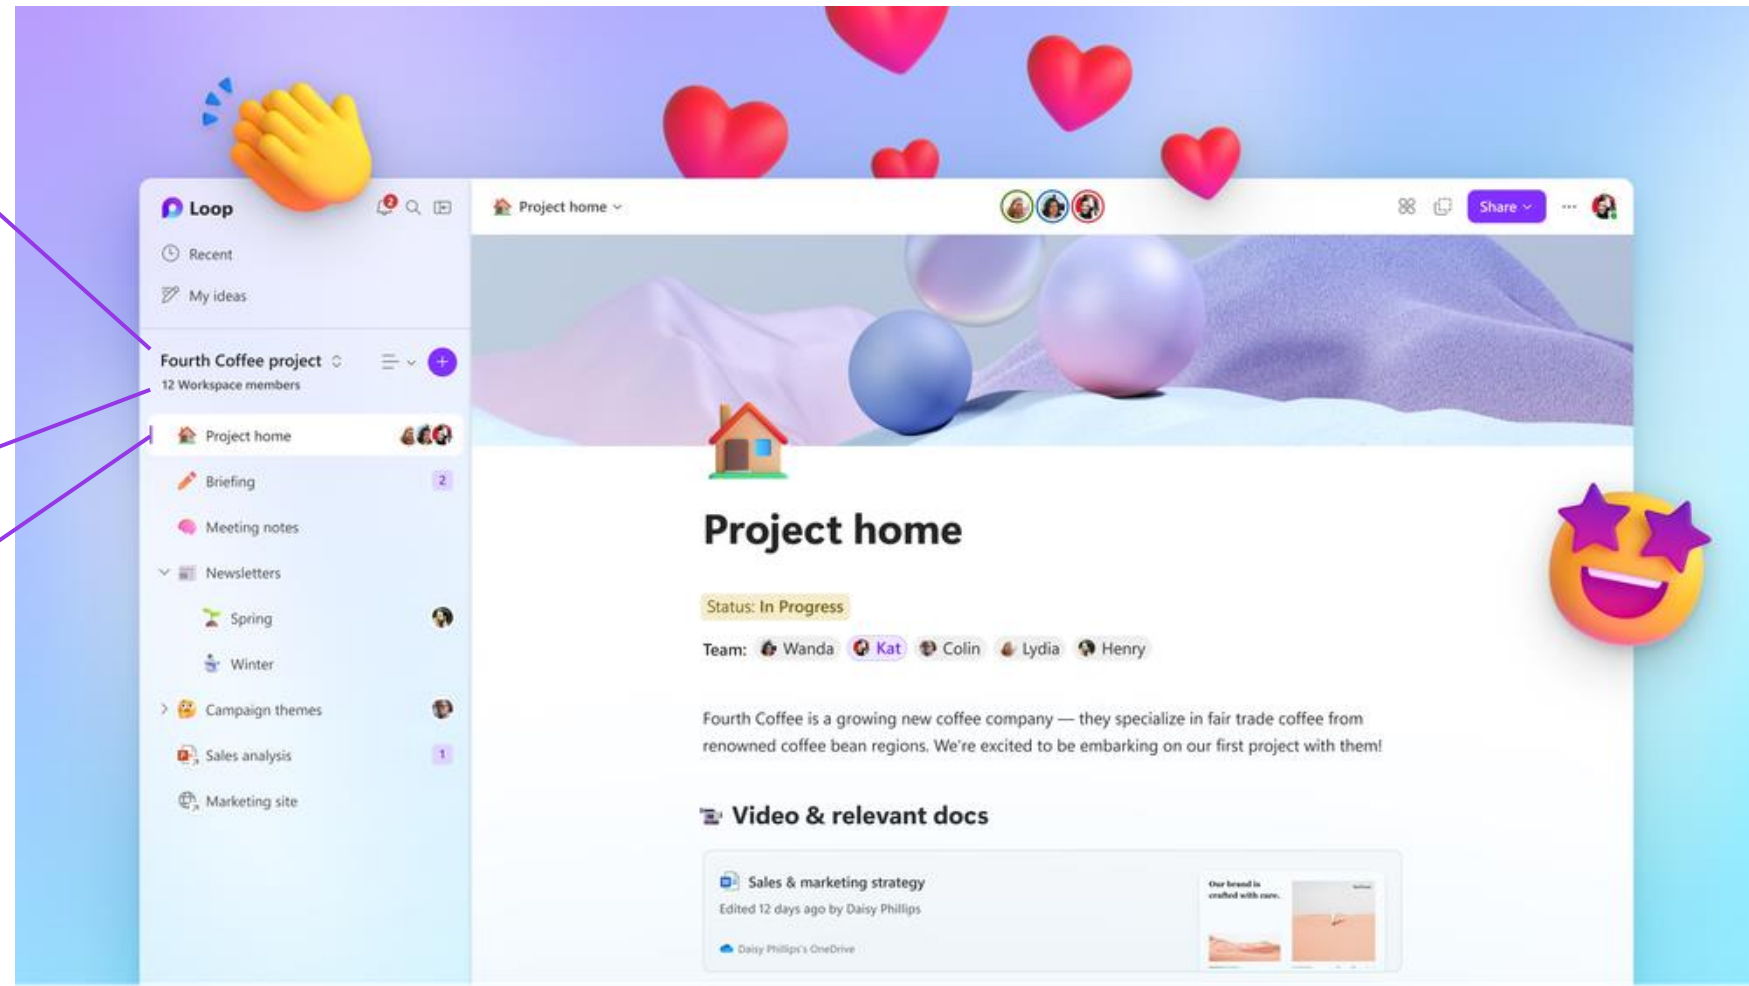 Loop
2
Recent
My ideas
Fourth Coffee project
12 Workspace members
Project home
Briefing
2
Meeting notes
Newsletters
Spring
Winter
Campaign themes
Sales analysis
1
Marketing site
Project home
Share
Project home
Status: In Progress
Team: Wanda Kat Colin Lydia Henry
Fourth Coffee is a growing new coffee company — they specialize in fair trade coffee from
renowned coffee bean regions. We're excited to be embarking on our first project with them!
Video & relevant docs
Sales & marketing strategy
Edited 12 days ago by Daisy Phillips
Daisy Phillips's OneDrive
Our brand is
crafted with care.